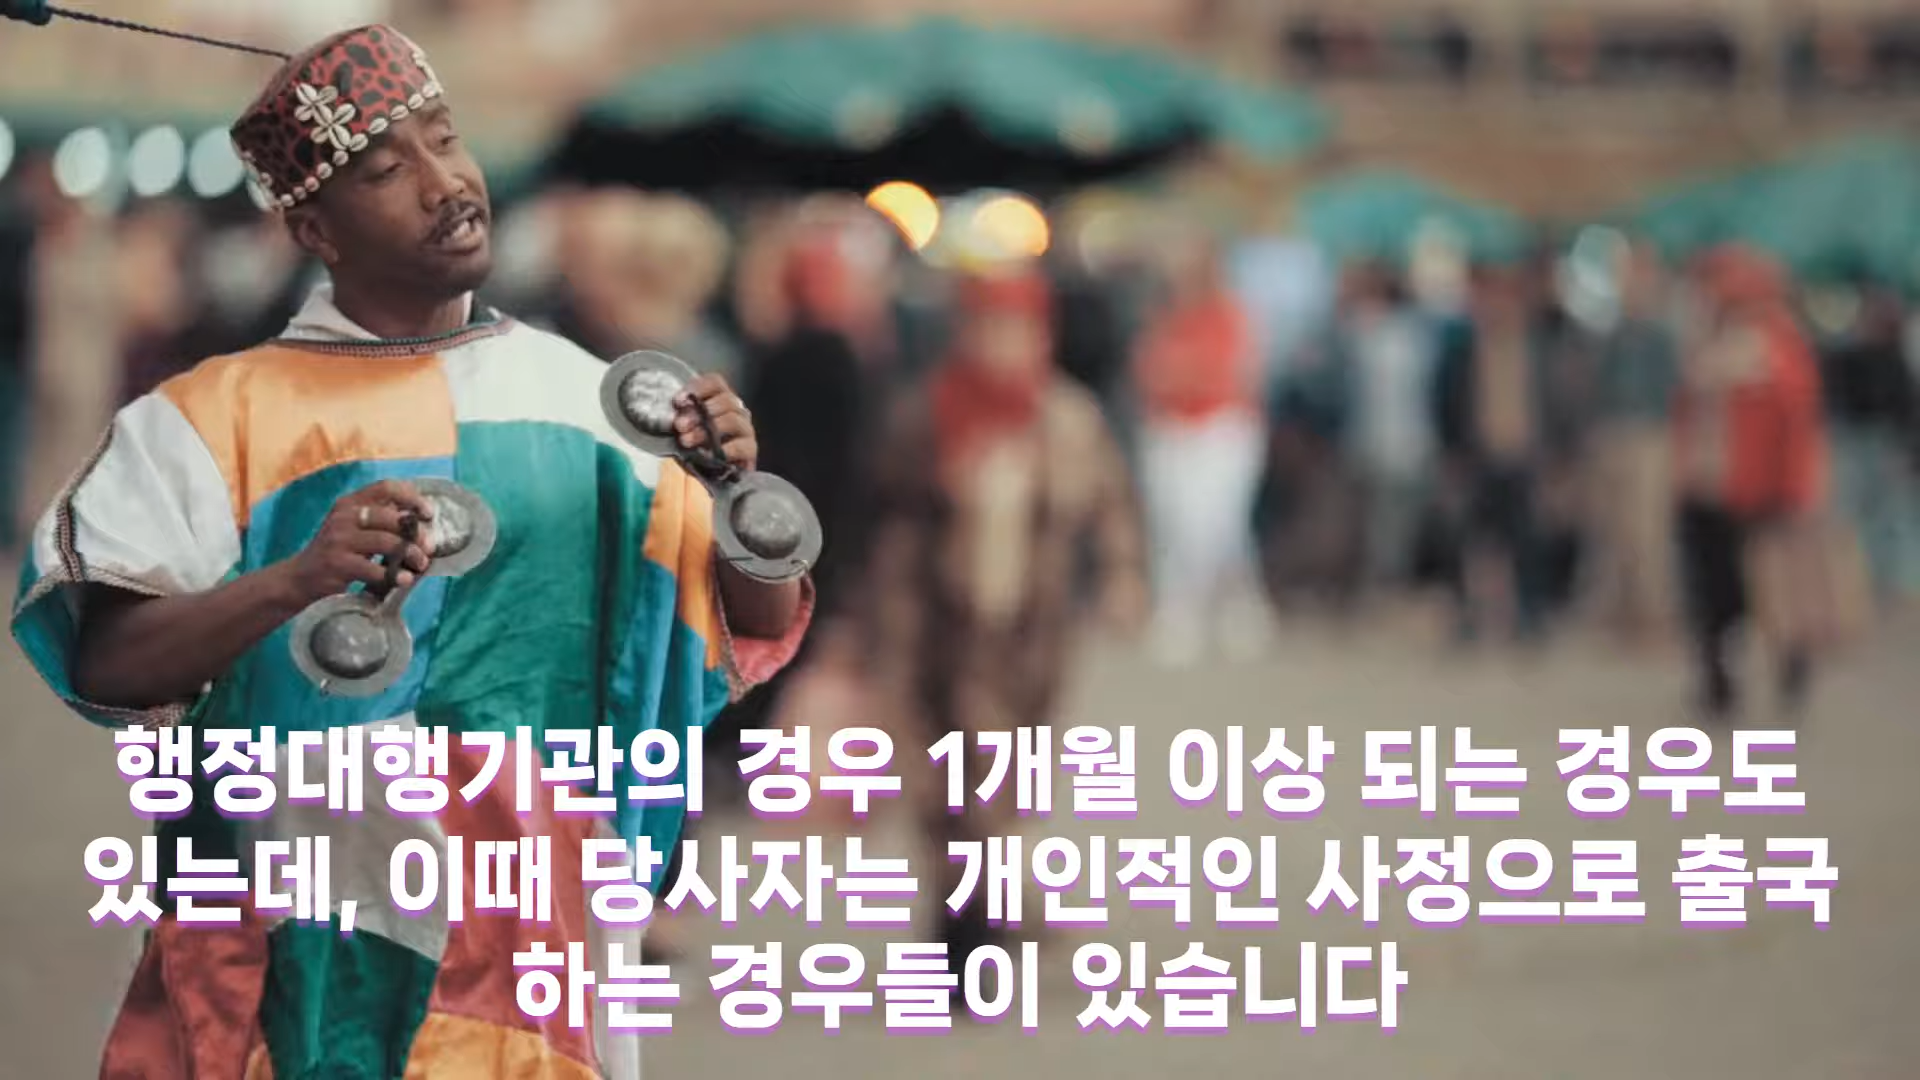 행정대행기관의 경우 1개월 이상 되는 경우도
있는데, 이때 당사자는 개인적인 사정으로 출국
하는 경우들이 있습니다